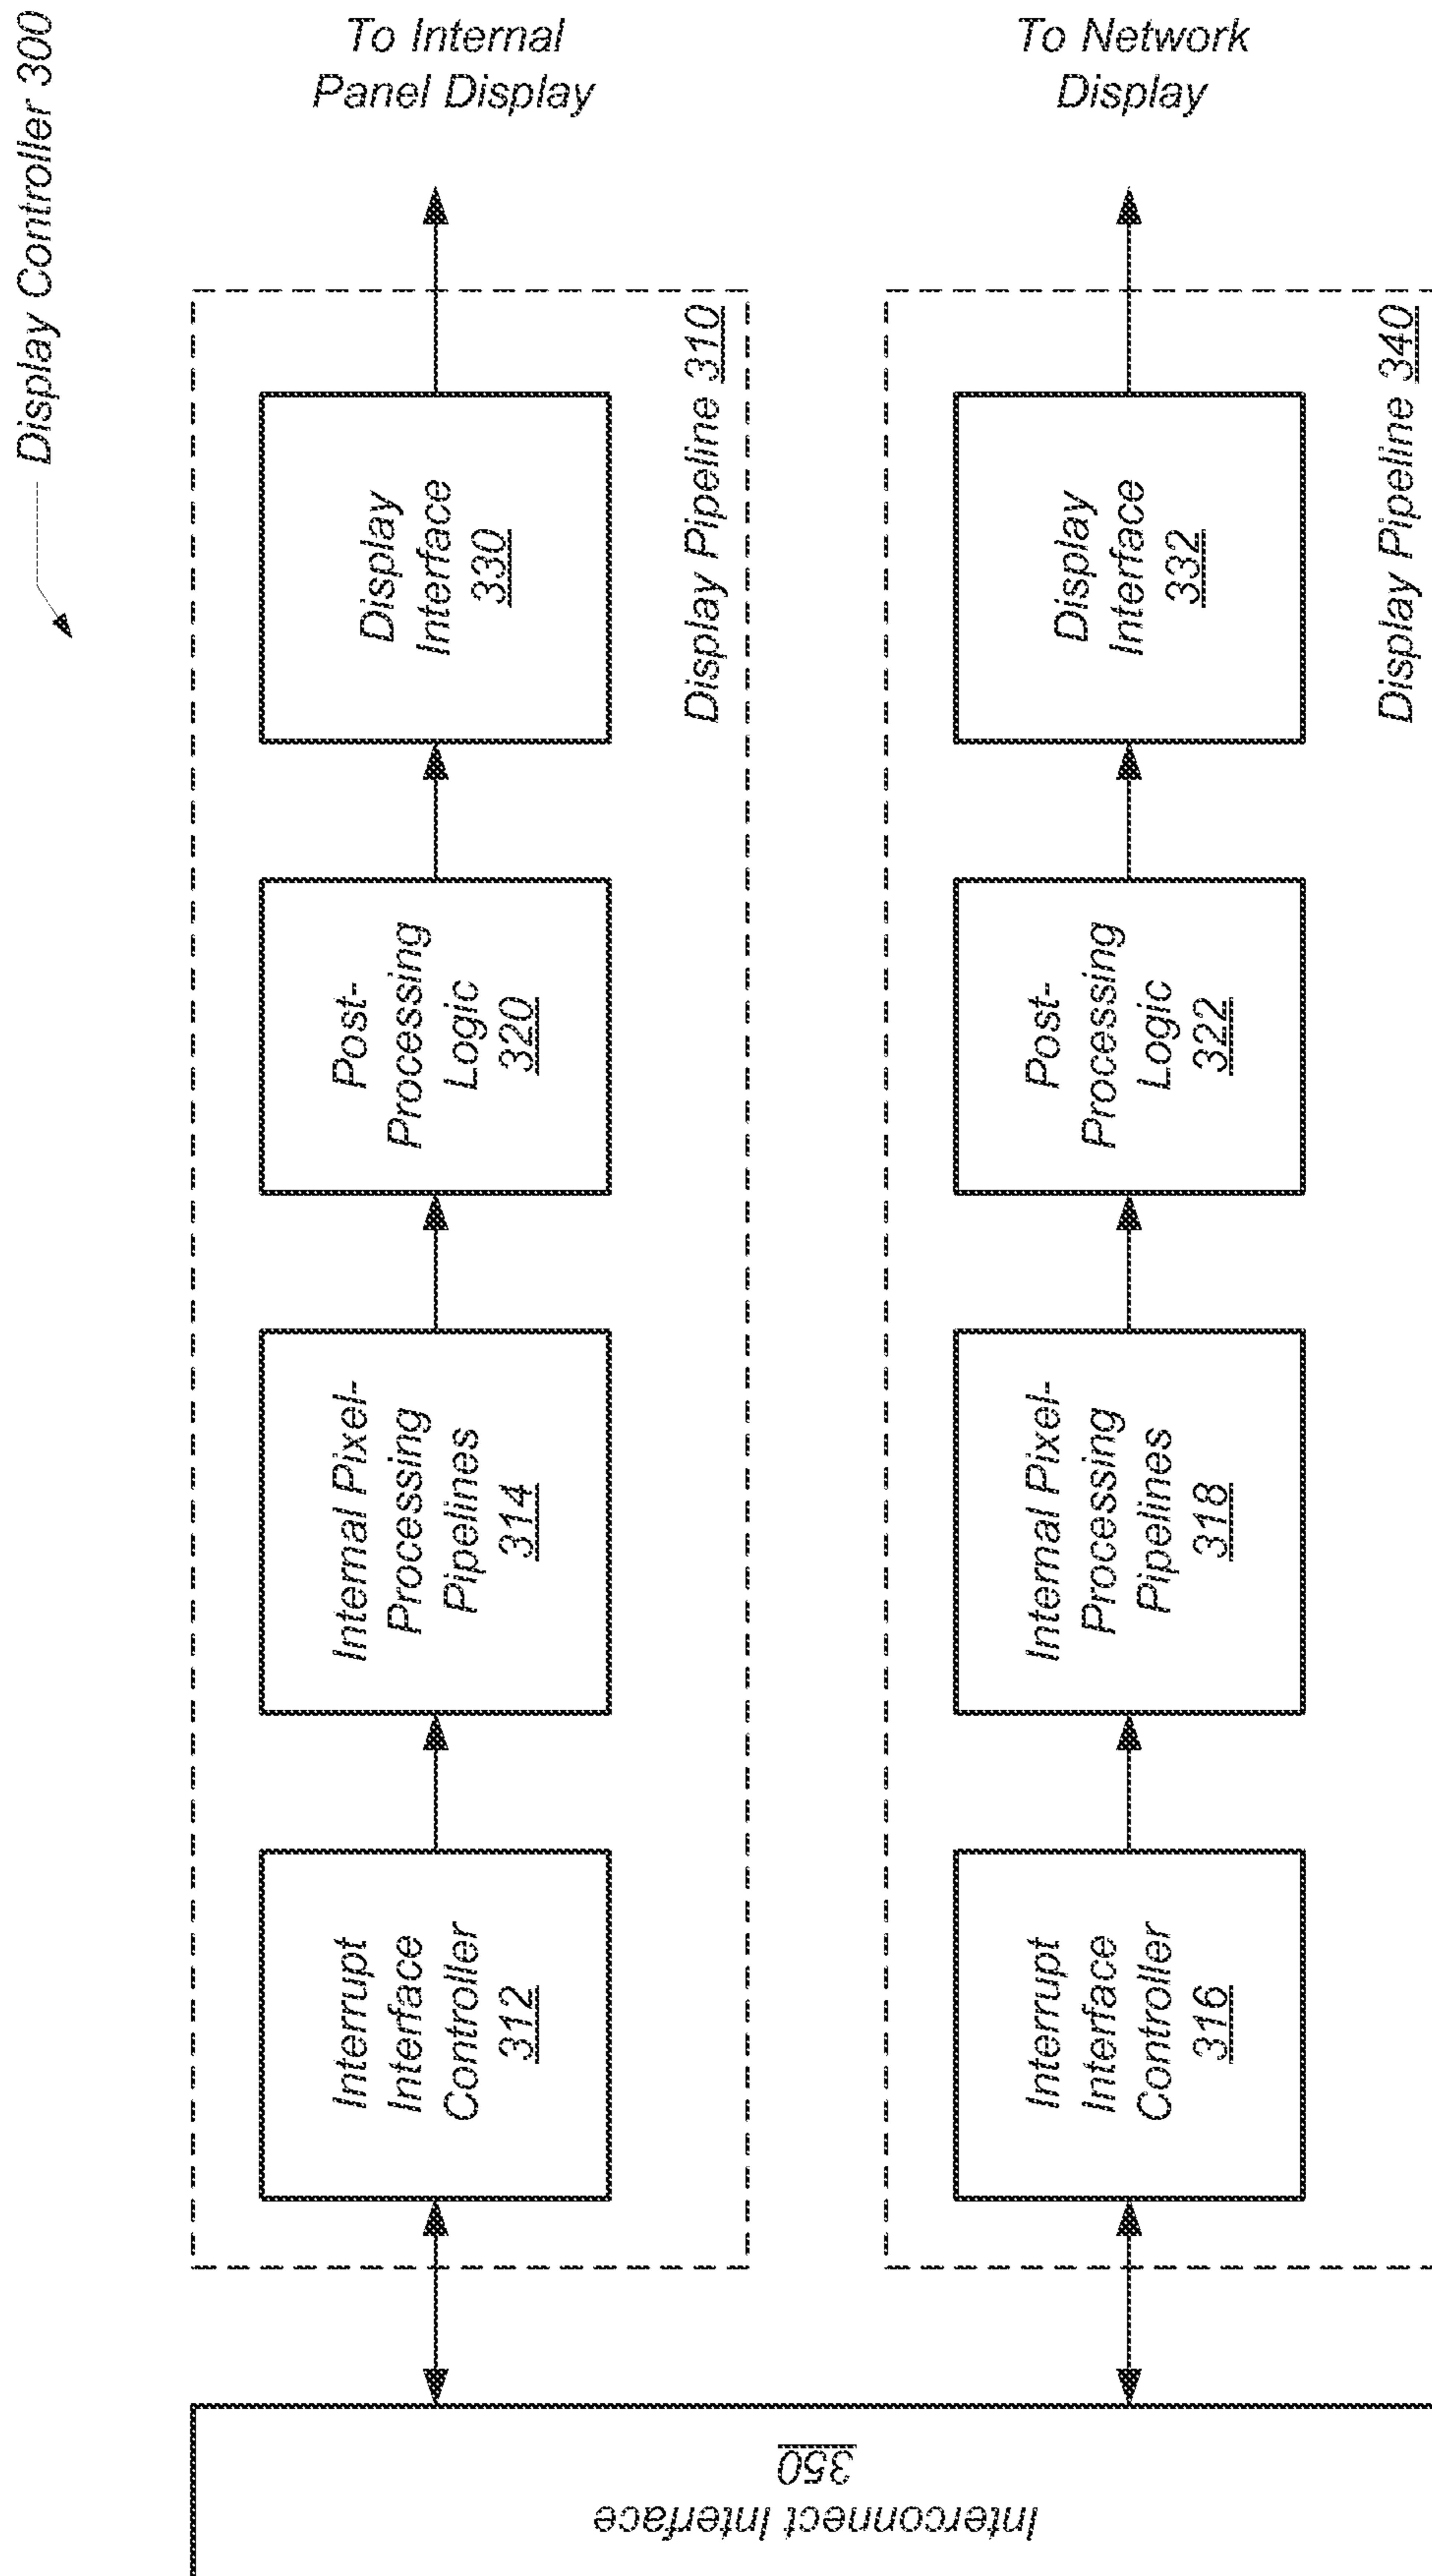 Display Controller 300
To Internal
Panel Display
To Network
Display
Display
Interface
330
Display Pipeline 310
Display
Interface
332
Display Pipeline 340
Post-
Processing
Logic
320
Post-
Processing
Logic
322
Internal Pixel-
Processing
Pipelines
314
Internal Pixel-
Processing
Pipelines
318
Interrupt
Interface
Controller
312
Interrupt
Interface
Controller
316
Interconnect Interface
350